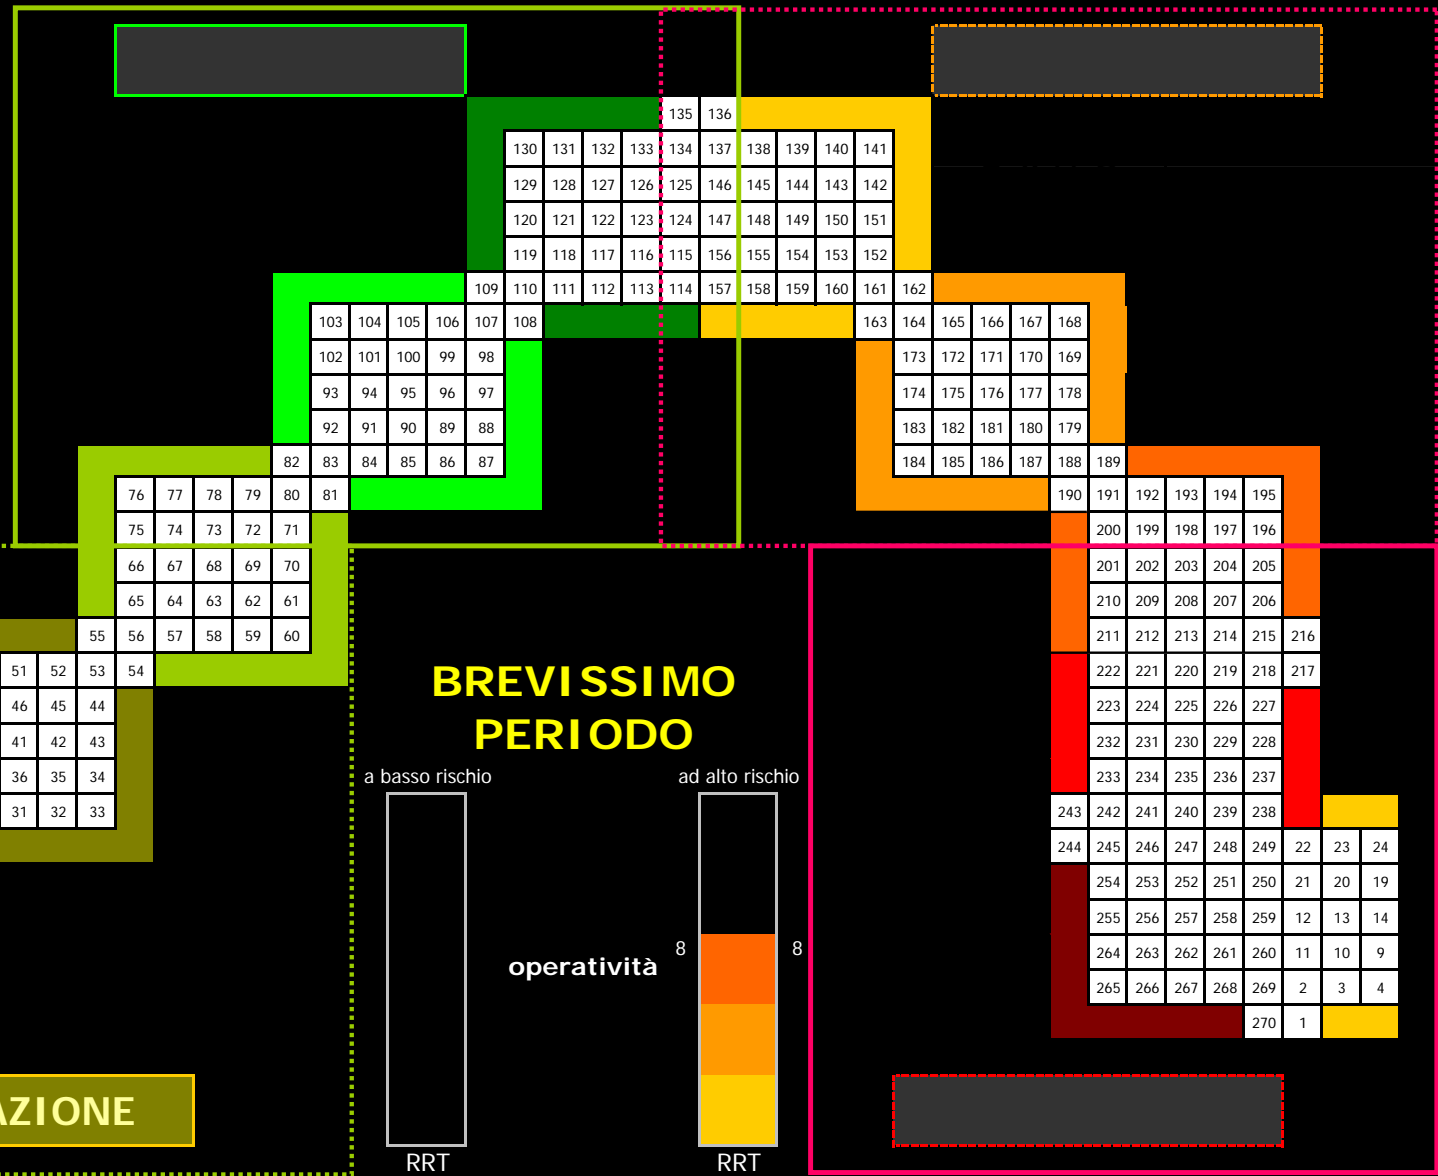 135 136
130 131 132 133 134 137 138 139 140 141
129 128 127 126 125 146 145 144 143 142
120 121 122 123 124 147 148 149 150 151
119 118 117 116 115 156 155 154 153 152
109 110 111 112 113 114 157 158 159 160 161 162
103 104 105 106 107 108 163 164 165 166 167 168
102 101 100 99 98 173 172 171 170 169
93 94 95 96 97 174 175 176 177 178
92 91 90 89 88 183 182 181 180 179
82 83 84 85 86 87 184 185 186 187 188 189
76 77 78 79 80 81 190 191 192 193 194 195
75 74 73 72 71 200 199 198 197 196
66 67 68 69 70 201 202 203 204 205
65 64 63 62 61 210 209 208 207 206
55 56 57 58 59 60 211 212 213 214 215 216
51 52 53 54 222 221 220 219 218 217
BREVISSIMO
46 45 44 223 224 225 226 227
PERIODO
41 42 43 232 231 230 229 228
36 35 34 a basso rischio ad alto rischio 233 234 235 236 237
31 32 33 243 242 241 240 239 238
244 245 246 247 248 249 22 23 24
254 253 252 251 250 21 20 19
255 256 257 258 259 12 13 14
8 8 264 263 262 261 260 11 10 9
operatività
265 266 267 268 269 2 3 4
270 1
AZIONE
RRT RRT